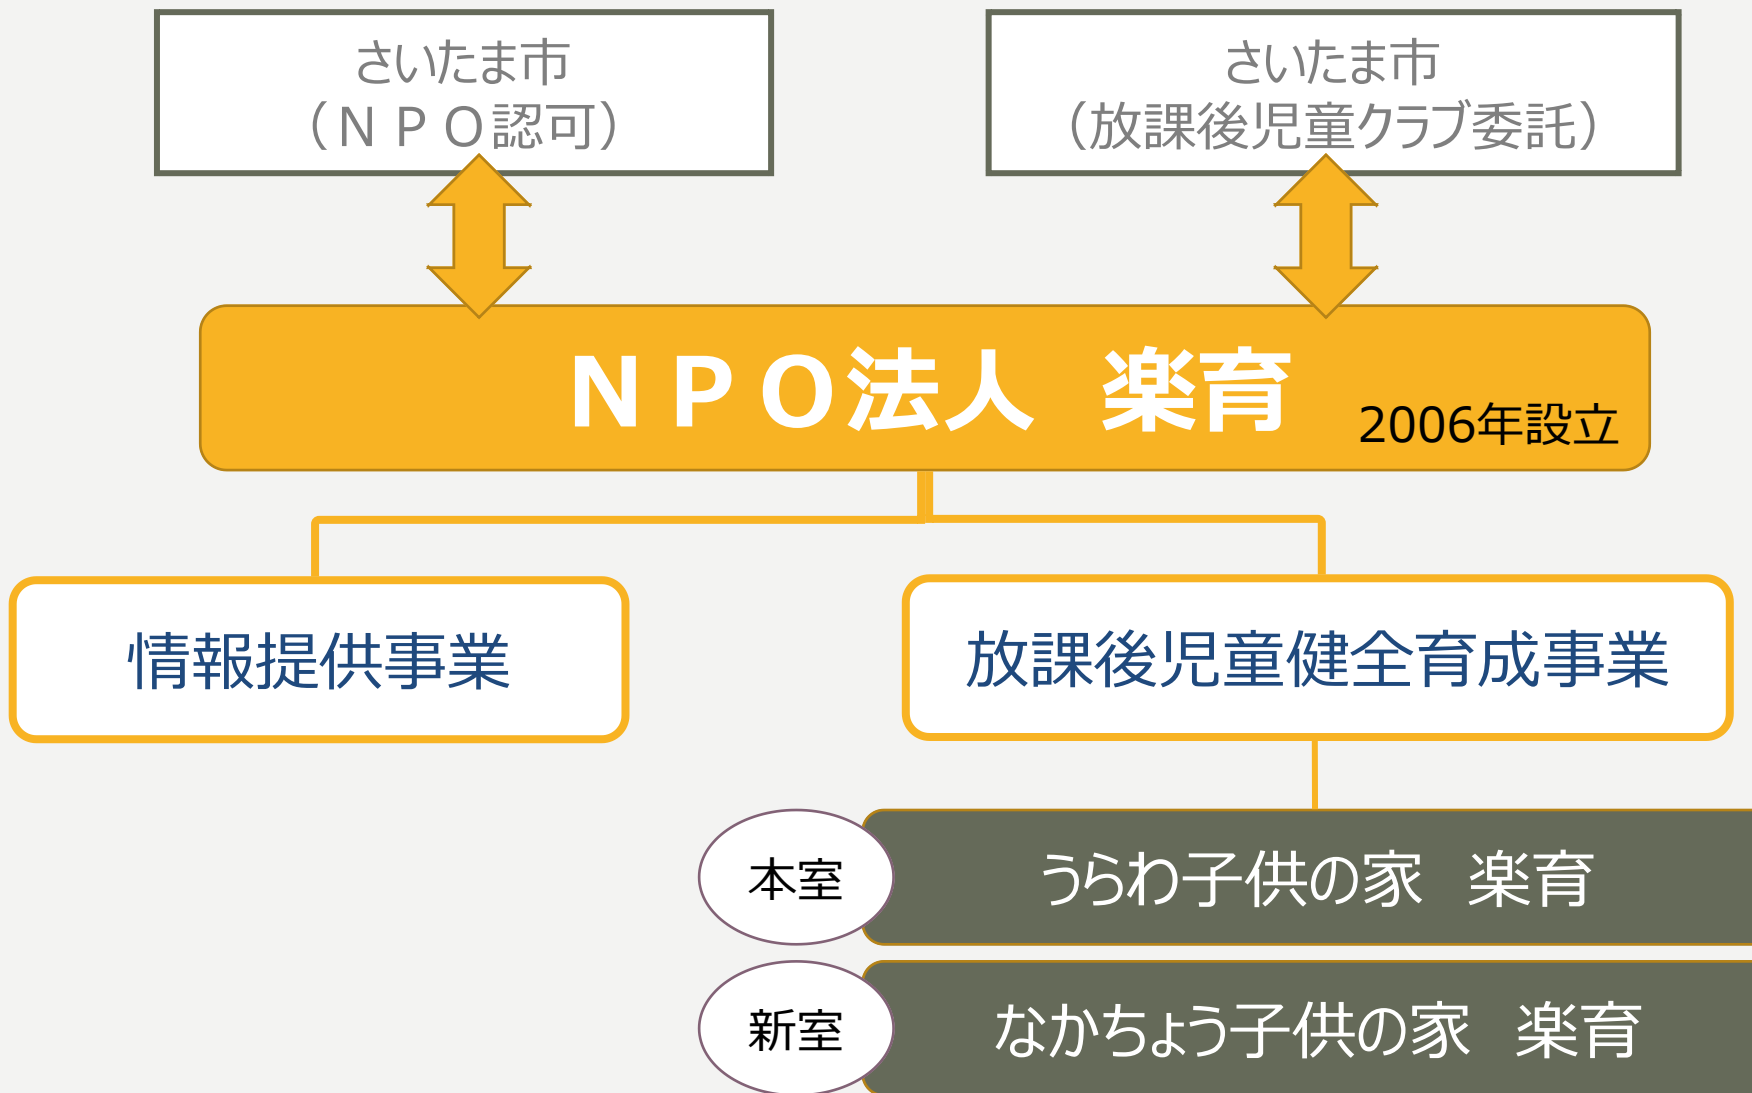 さいたま市
（ＮＰＯ認可）
さいたま市
（放課後児童クラブ委託）
ＮＰＯ法人　楽育
2006年設立
情報提供事業
放課後児童健全育成事業
本室
うらわ子供の家　楽育
新室
なかちょう子供の家　楽育